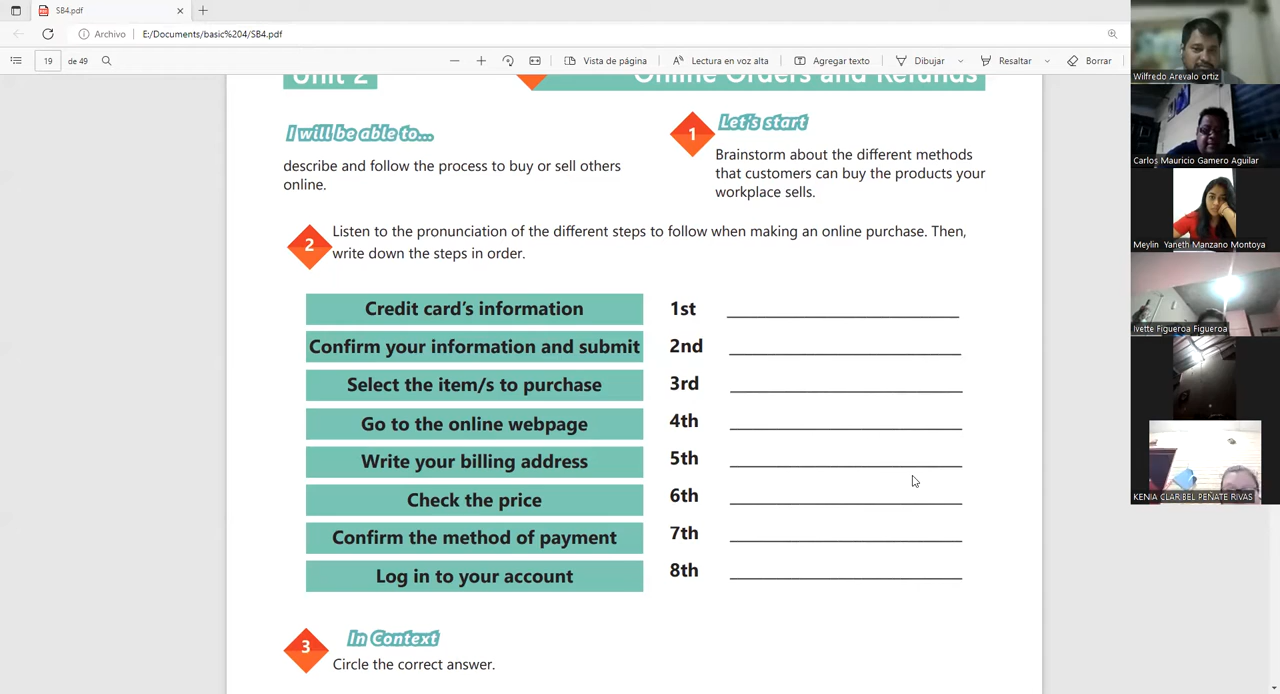 SB4.pdf
Archivo
E:/Documents/basic%204/SB4.pdf
19
de 49
Vista de página
Lectura en voz alta
Agregar texto
Dibujar
Resaltar
Borrar
Unit 2
Online Orders and Refunds
I will be able to...
describe and follow the process to buy or sell others
online.
1
Let's start
Brainstorm about the different methods
that customers can buy the products your
workplace sells.
2
Listen to the pronunciation of the different steps to follow when making an online purchase. Then,
write down the steps in order.
Credit card's information
1st
Confirm your information and submit
2nd
Select the item/s to purchase
3rd
Go to the online webpage
4th
Write your billing address
5th
Check the price
6th
Confirm the method of payment
7th
Log in to your account
8th
3
In Context
Circle the correct answer.
Wilfredo Arevalo ortiz
Carlos Mauricio Gamero Aguilar
Meylin Yaneth Manzano Montoya
Ivette Figueroa Figueroa
KENIA CLARIBEL PEÑATE RIVAS